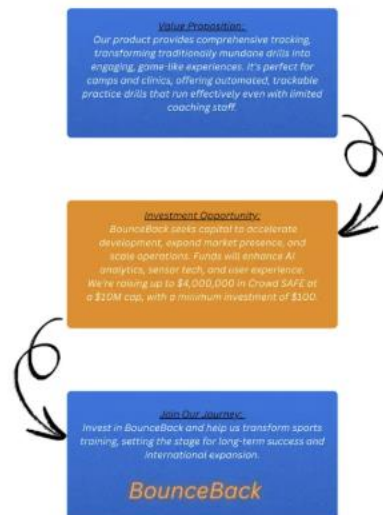 Value Proposition:
Our product provides comprehensive tracking,
transforming traditionally mundane drills into
engaging, game-like experiences. It's perfect for
camps and clinics, offering automated, trackable
practice drills that run effectively even with limited
coaching staff.
Investment Opportunity:
BounceBack seeks capital to accelerate
development, expand market presence, and
scale operations. Funds will enhance AI
analytics, sensor tech, and user experience.
We're raising up to $4,000,000 in Crowd SAFE at
a $10M cap, with a minimum investment of $100.
Join Our Journey:
Invest in BounceBack and help us transform sports
training, setting the stage for long-term success and
international expansion.
BounceBack